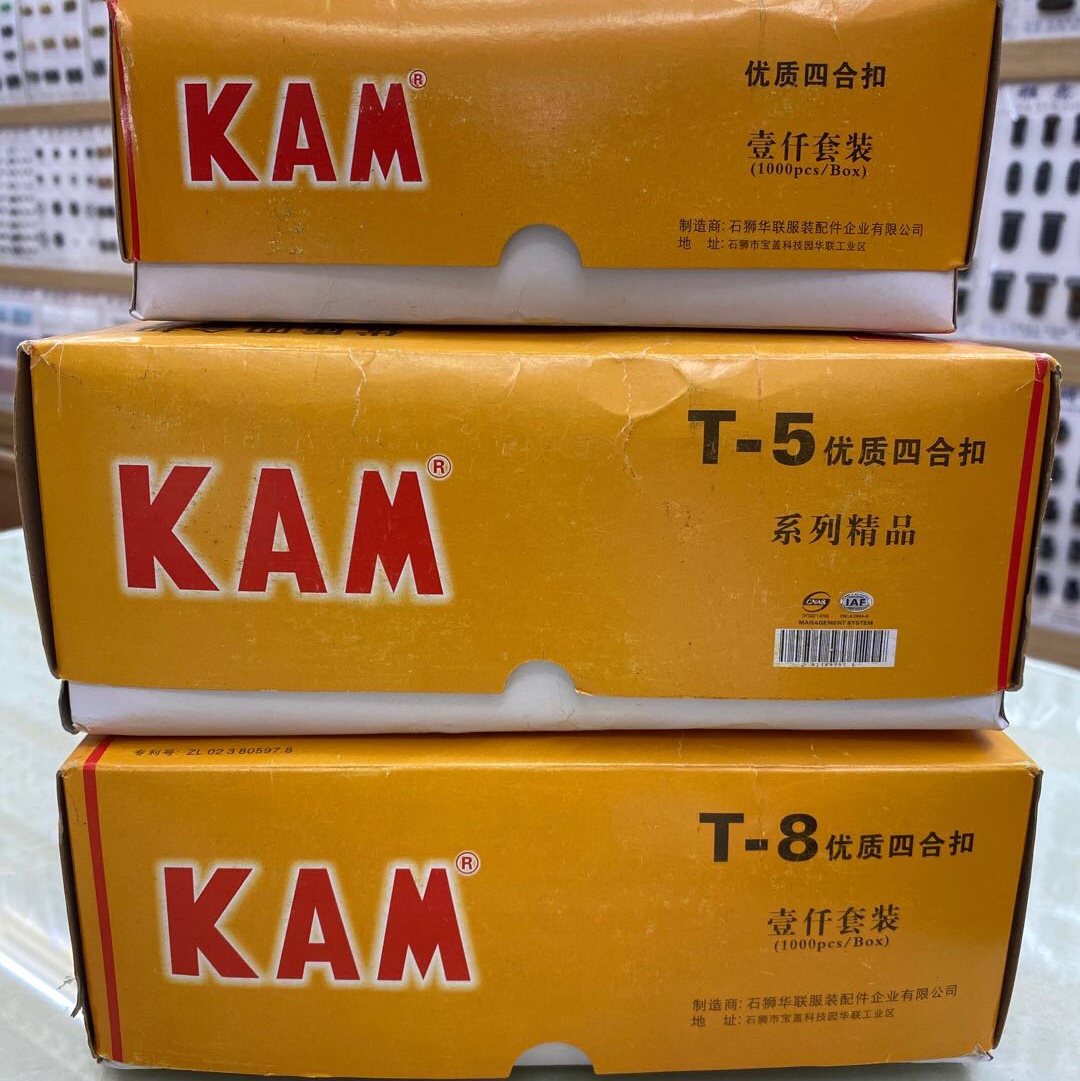 KAM®
优质四合扣
壹仟套装
(1000pcs/Box)
制造商: 石狮华联服装配件企业有限公司
地 址: 石狮市宝盖科技园华联工业区
KAM®
T-5 优质四合扣
系列精品
CNAS IAF
MANAGEMENT SYSTEM
专利号: ZL 02 3 80597.8
KAM®
T-8 优质四合扣
壹仟套装
(1000pcs/Box)
制造商: 石狮华联服装配件企业有限公司
地 址: 石狮市宝盖科技园华联工业区